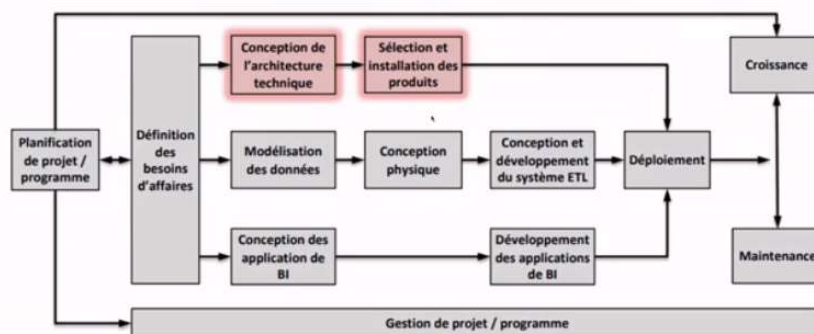 Conception de
l'architecture
technique
Sélection et
installation des
produits
Croissance
Planification
de projet /
programme
Définition
des
besoins
d'affaires
Modélisation
des données
Conception
physique
Conception et
développement
du système ETL
Déploiement
Conception des
application de
BI
Développement
des applications
de BI
Maintenance
Gestion de projet / programme